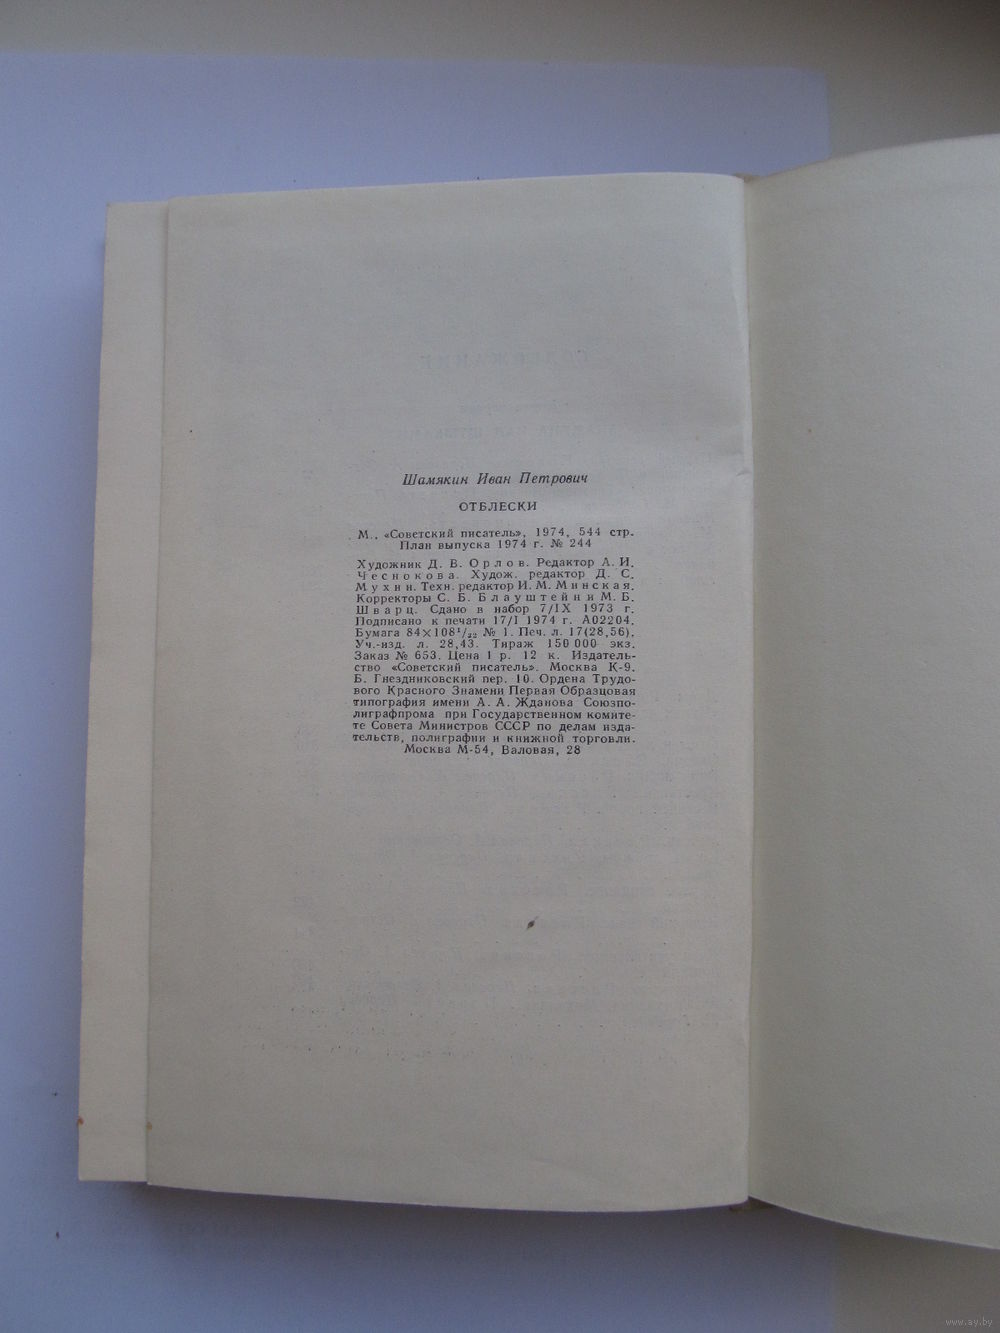 Шамякин Иван Петрович
ОТБЛЕСКИ
М., «Советский писатель», 1974, 544 стр.
План выпуска 1974 г. № 244
Художник Д. В. Орлов. Редактор А. И.
Чеснокова. Худож. редактор Д. С.
Мухин. Техн. редактор И. М. Минская.
Корректоры С. Б. Блауштейн и М. Б.
Шварц. Сдано в набор 7/IX 1973 г.
Подписано к печати 17/I 1974 г. А02204.
Бумага 84×108¹/₃₂ № 1. Печ. л. 17(28,56).
Уч.-изд. л. 28,43. Тираж 150 000 экз.
Заказ № 653. Цена 1 р. 12 к. Издатель-
ство «Советский писатель». Москва К-9.
Б. Гнездниковский пер. 10. Ордена Трудо-
вого Красного Знамени Первая Образцовая
типография имени А. А. Жданова Союзпо-
лиграфпрома при Государственном комите-
те Совета Министров СССР по делам изда-
тельств, полиграфии и книжной торговли.
Москва М-54, Валовая, 28
www.ay.by